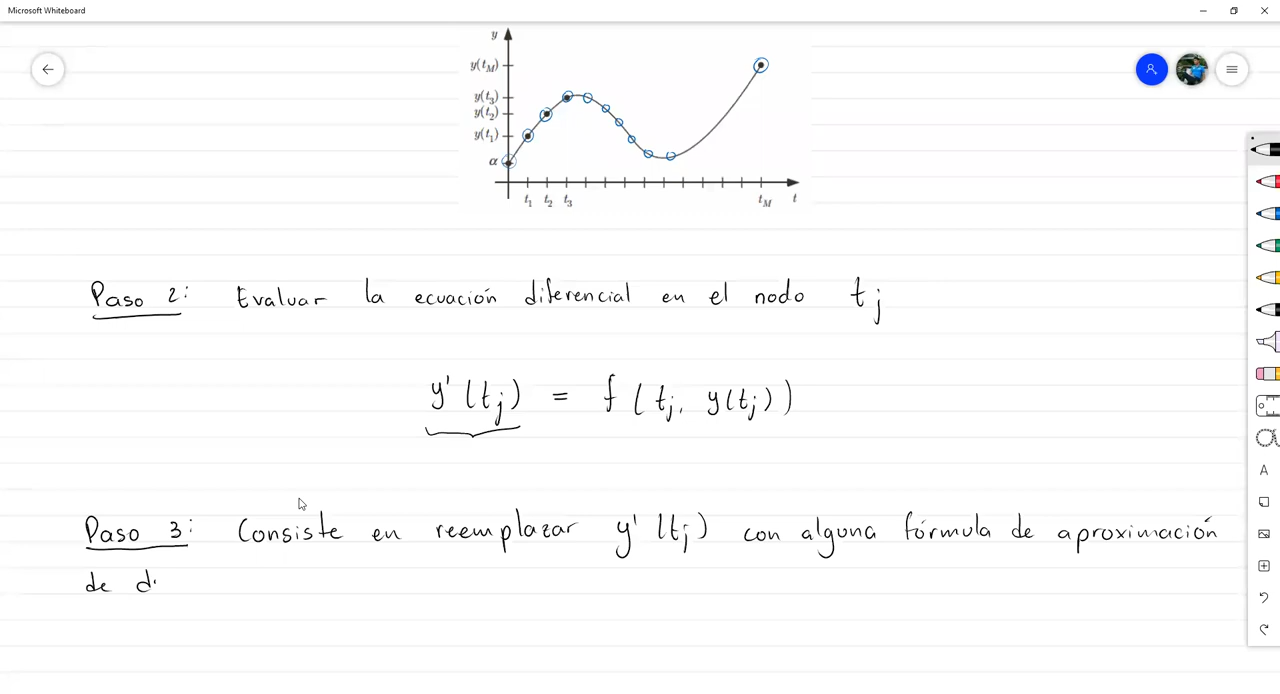 Microsoft Whiteboard
y
y(t_M)
y(t_3)
y(t_2)
y(t_1)
α
t_1 t_2 t_3 t_M t
Paso 2: Evaluar la ecuación diferencial en el nodo t_j
y'(t_j) = f(t_j, y(t_j))
Paso 3: Consiste en reemplazar y'(t_j) con alguna fórmula de aproximación
de d
A